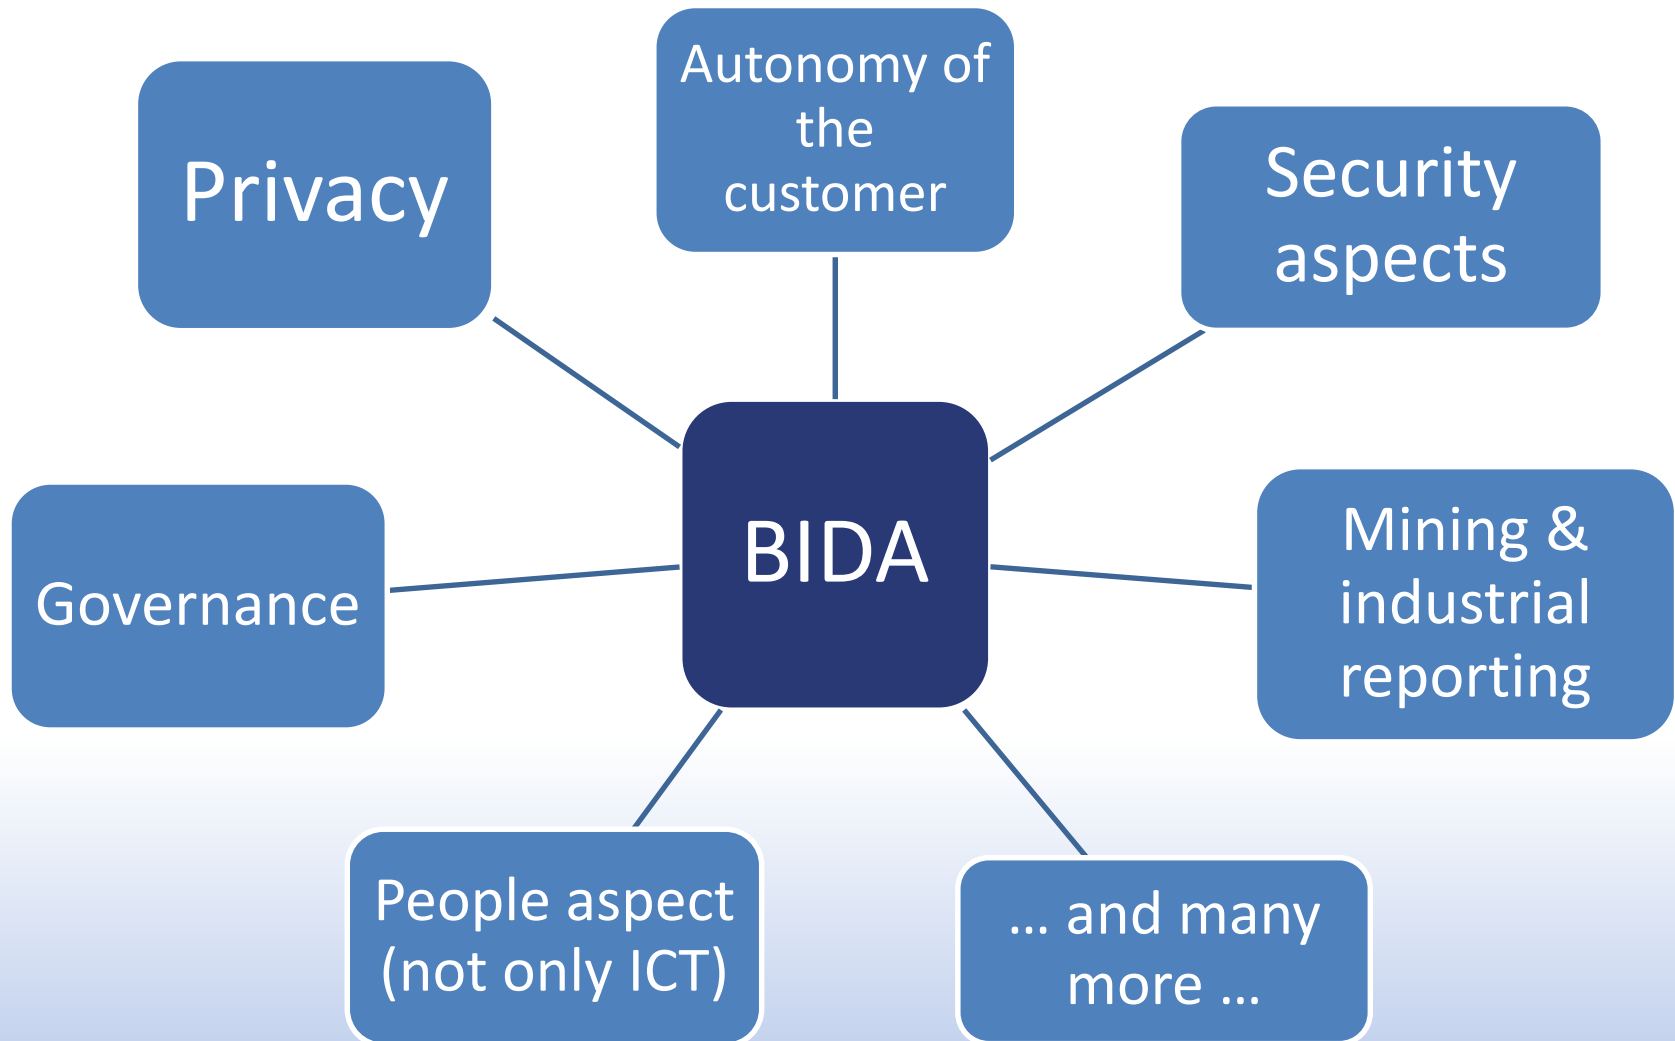 Autonomy of
the
customer
Privacy
Security
aspects
BIDA
Mining &
industrial
reporting
Governance
People aspect
(not only ICT)
... and many
more ...